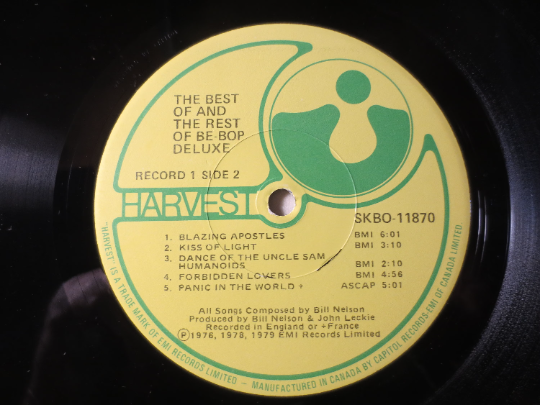 THE BEST
OF AND
THE REST
OF BE-BOP
DELUXE
RECORD 1 SIDE 2
HARVEST
SKBO-11870
1. BLAZING APOSTLES BMI 6:01
2. KISS OF LIGHT BMI 3:10
3. DANCE OF THE UNCLE SAM
HUMANOIDS BMI 2:10
4. FORBIDDEN LOVERS BMI 4:56
5. PANIC IN THE WORLD + ASCAP 5:01
All Songs Composed by Bill Nelson
Produced by Bill Nelson & John Leckie
Recorded in England or +France
Ⓟ1976, 1978, 1979 EMI Records Limited
"HARVEST" IS A TRADE MARK OF EMI RECORDS LIMITED – MANUFACTURED IN CANADA BY CAPITOL RECORDS-EMI OF CANADA LIMITED